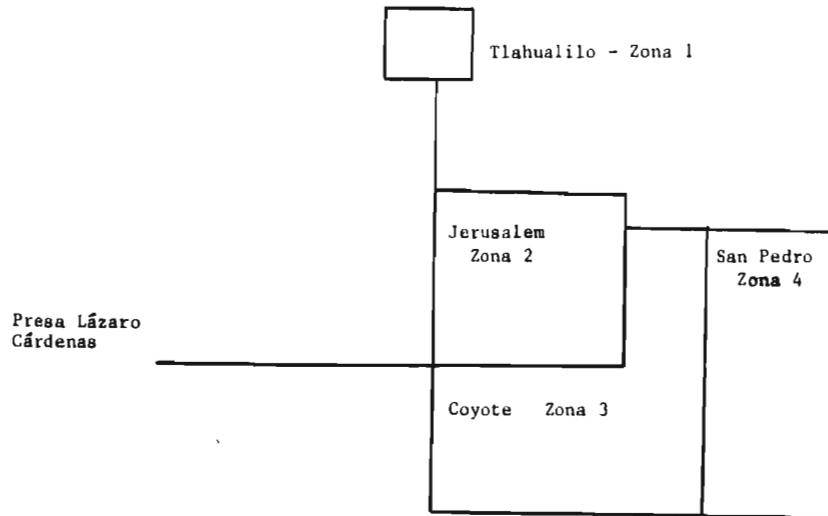 Tlahualilo - Zona 1
Jerusalem
Zona 2
San Pedro
Zona 4
Presa Lázaro
Cárdenas
Coyote Zona 3